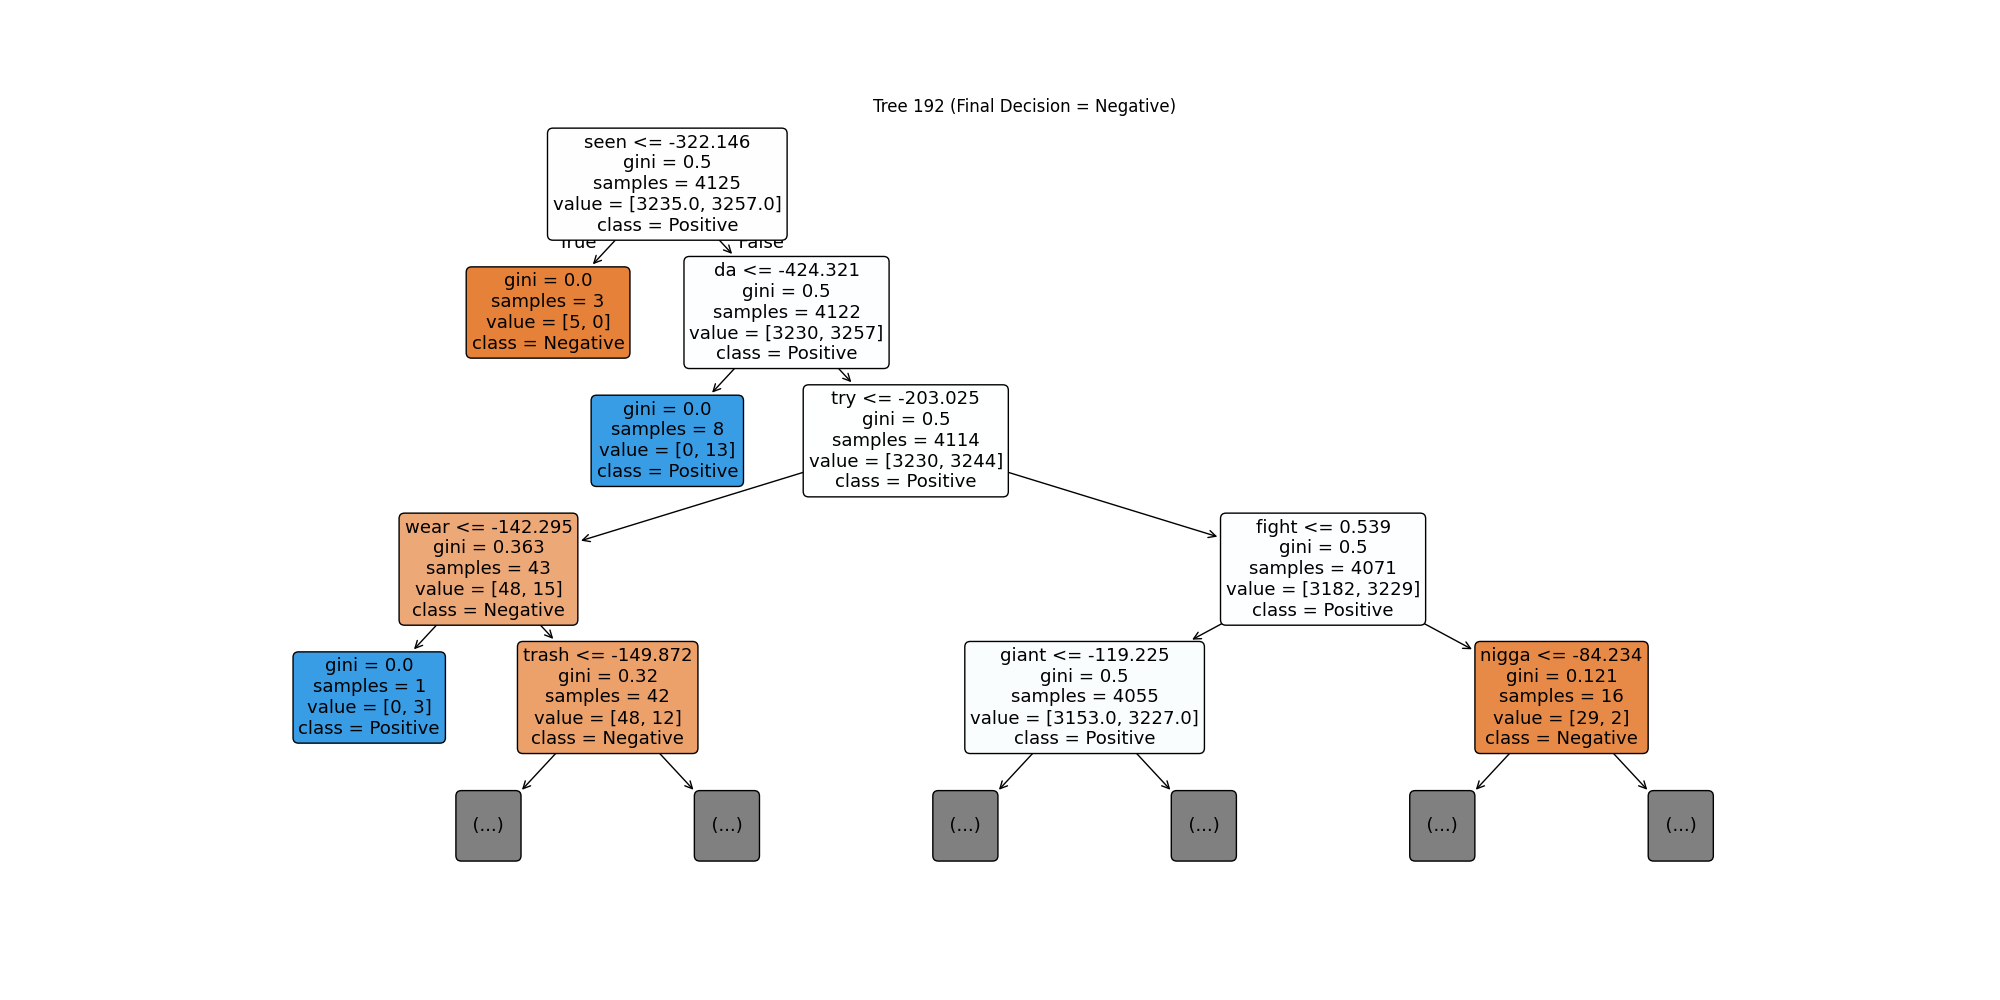 Tree 192 (Final Decision = Negative)
seen <= -322.146
gini = 0.5
samples = 4125
value = [3235.0, 3257.0]
class = Positive
True
False
gini = 0.0
samples = 3
value = [5, 0]
class = Negative
da <= -424.321
gini = 0.5
samples = 4122
value = [3230, 3257]
class = Positive
gini = 0.0
samples = 8
value = [0, 13]
class = Positive
try <= -203.025
gini = 0.5
samples = 4114
value = [3230, 3244]
class = Positive
wear <= -142.295
gini = 0.363
samples = 43
value = [48, 15]
class = Negative
fight <= 0.539
gini = 0.5
samples = 4071
value = [3182, 3229]
class = Positive
gini = 0.0
samples = 1
value = [0, 3]
class = Positive
trash <= -149.872
gini = 0.32
samples = 42
value = [48, 12]
class = Negative
giant <= -119.225
gini = 0.5
samples = 4055
value = [3153.0, 3227.0]
class = Positive
nigga <= -84.234
gini = 0.121
samples = 16
value = [29, 2]
class = Negative
(...)
(...)
(...)
(...)
(...)
(...)